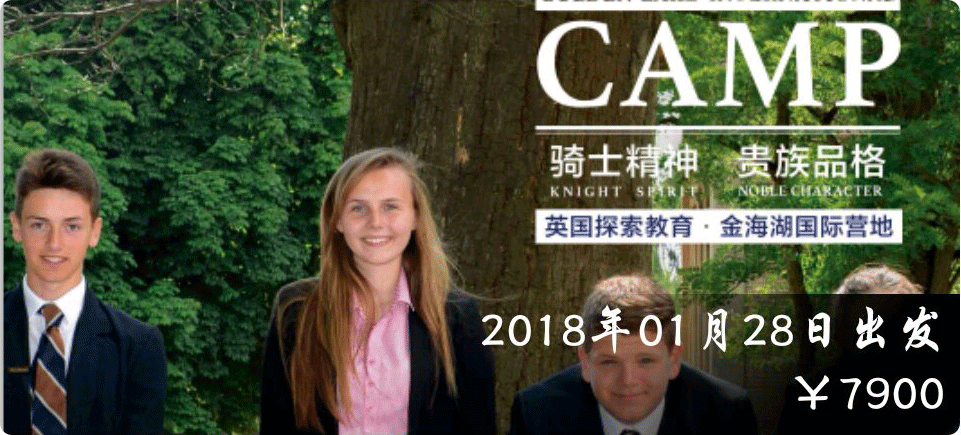 CAMP
骑士精神 贵族品格
KNIGHT SPIRIT NOBLE CHARACTER
英国探索教育·金海湖国际营地
2018年01月28日出发
￥7900